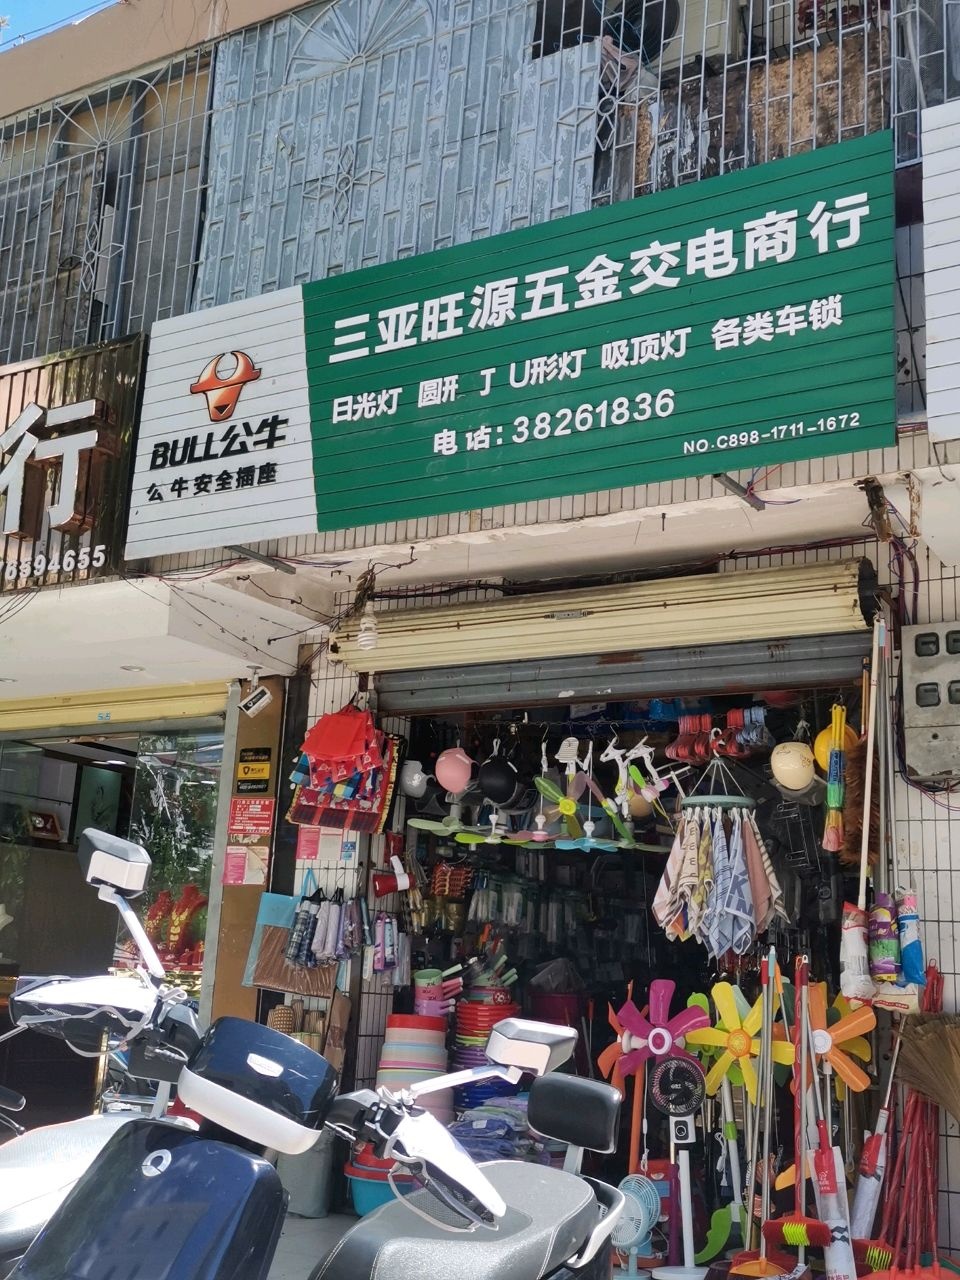 三亚旺源五金交电商行
日光灯 圆形 丁 U形灯 吸顶灯 各类车锁
电话:38261836
NO.C898-1711-1672
BULL公牛
公牛安全插座
行
76594655